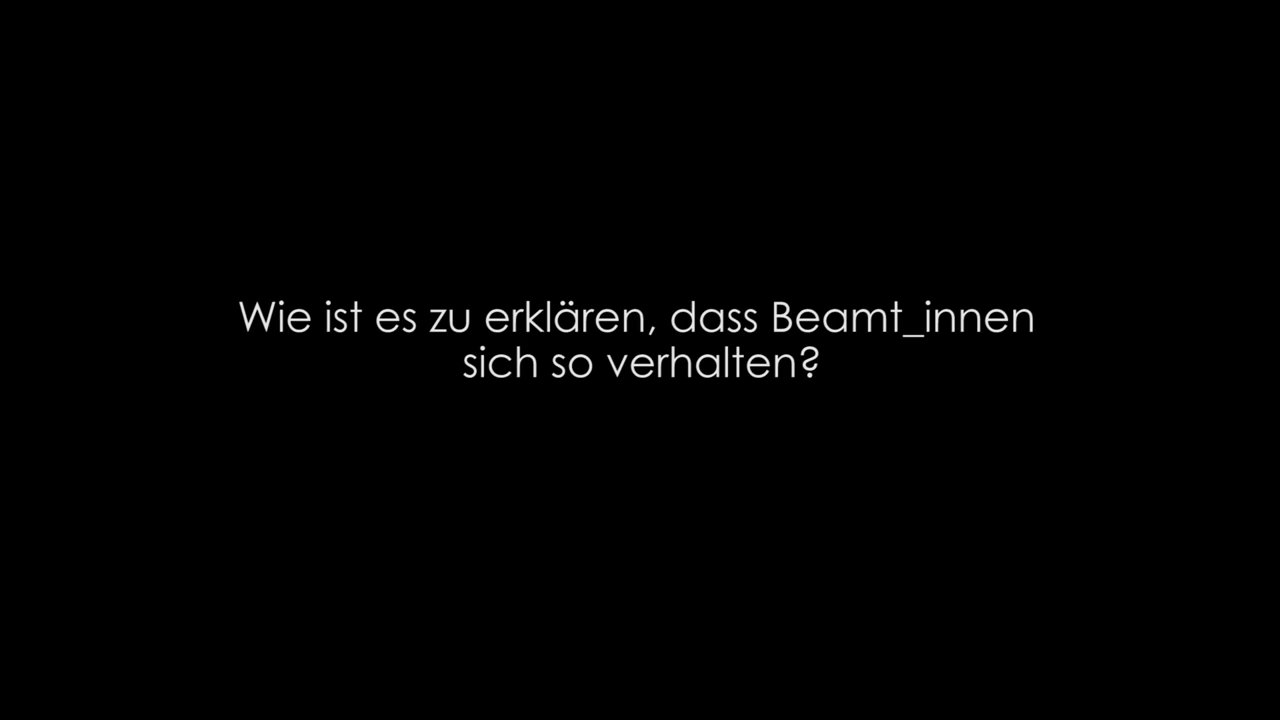 Wie ist es zu erklären, dass Beamt_innen
sich so verhalten?